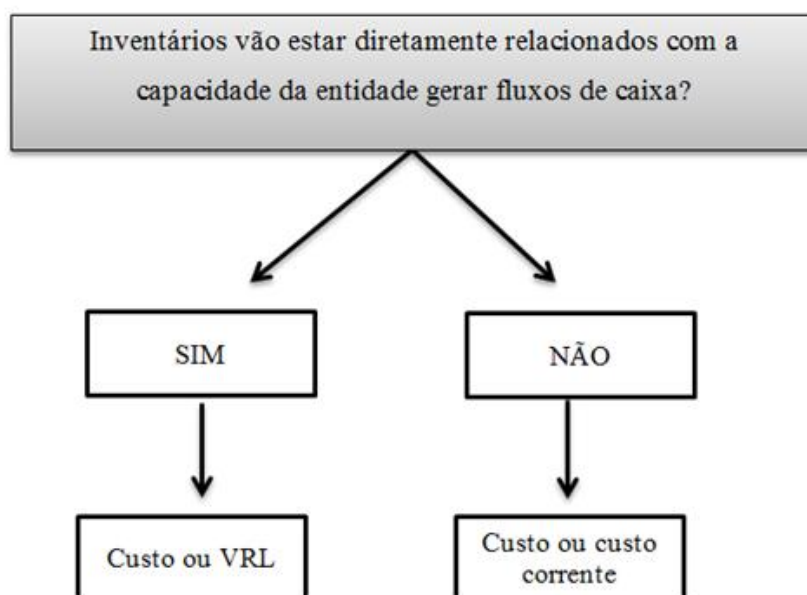 Inventários vão estar diretamente relacionados com a
capacidade da entidade gerar fluxos de caixa?
SIM
NÃO
Custo ou VRL
Custo ou custo
corrente